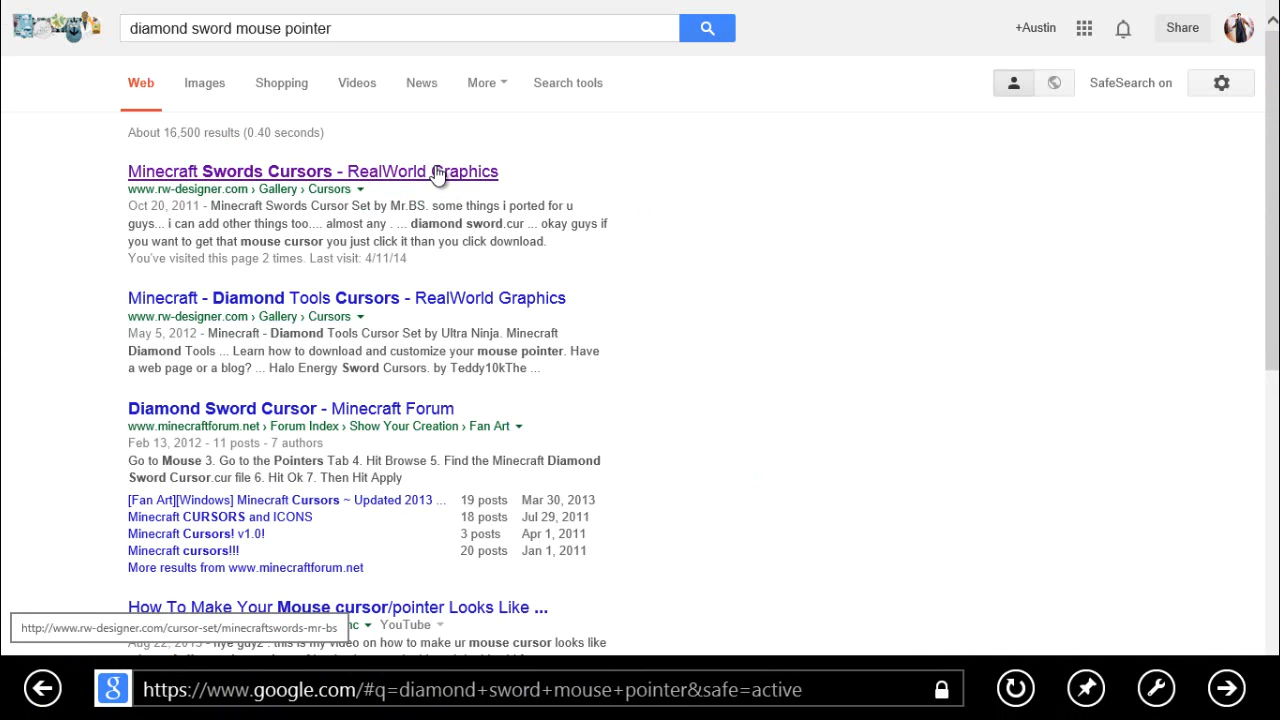 diamond sword mouse pointer
+Austin
Share
Web Images Shopping Videos News More Search tools
SafeSearch on
About 16,500 results (0.40 seconds)
Minecraft Swords Cursors - RealWorld Graphics
www.rw-designer.com › Gallery › Cursors
Oct 20, 2011 - Minecraft Swords Cursor Set by Mr.BS. some things i ported for u
guys... i can add other things too.... almost any . ... diamond sword.cur ... okay guys if
you want to get that mouse cursor you just click it than you click download.
You've visited this page 2 times. Last visit: 4/11/14
Minecraft - Diamond Tools Cursors - RealWorld Graphics
www.rw-designer.com › Gallery › Cursors
May 5, 2012 - Minecraft - Diamond Tools Cursor Set by Ultra Ninja. Minecraft
Diamond Tools ... Learn how to download and customize your mouse pointer. Have
a web page or a blog? ... Halo Energy Sword Cursors. by Teddy10kThe ...
Diamond Sword Cursor - Minecraft Forum
www.minecraftforum.net › Forum Index › Show Your Creation › Fan Art
Feb 13, 2012 - 11 posts - 7 authors
Go to Mouse 3. Go to the Pointers Tab 4. Hit Browse 5. Find the Minecraft Diamond
Sword Cursor.cur file 6. Hit Ok 7. Then Hit Apply
[Fan Art][Windows] Minecraft Cursors ~ Updated 2013 ... 19 posts Mar 30, 2013
Minecraft CURSORS and ICONS 18 posts Jul 29, 2011
Minecraft Cursors! v1.0! 3 posts Apr 1, 2011
Minecraft cursors!!! 20 posts Jan 1, 2011
More results from www.minecraftforum.net
How To Make Your Mouse cursor/pointer Looks Like ...
http://www.rw-designer.com/cursor-set/minecraftswords-mr-bs
YouTube
this is my video on how to make ur mouse cursor looks like
g https://www.google.com/#q=diamond+sword+mouse+pointer&safe=active